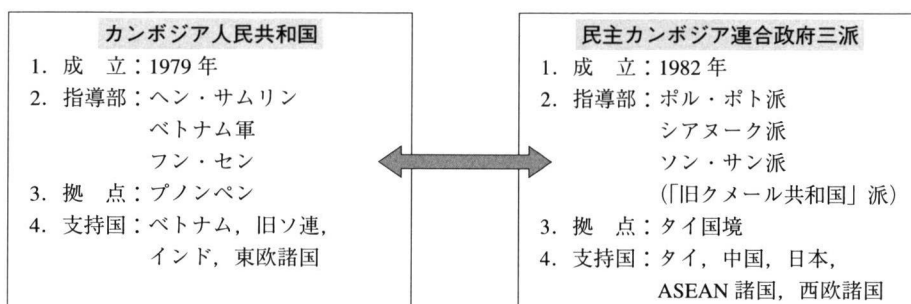 カンボジア人民共和国
1. 成 立：1979 年
2. 指導部：ヘン・サムリン
ベトナム軍
フン・セン
3. 拠 点：プノンペン
4. 支持国：ベトナム，旧ソ連，
インド，東欧諸国
民主カンボジア連合政府三派
1. 成 立：1982 年
2. 指導部：ポル・ポト派
シアヌーク派
ソン・サン派
（「旧クメール共和国」派）
3. 拠 点：タイ国境
4. 支持国：タイ，中国，日本，
ASEAN 諸国，西欧諸国